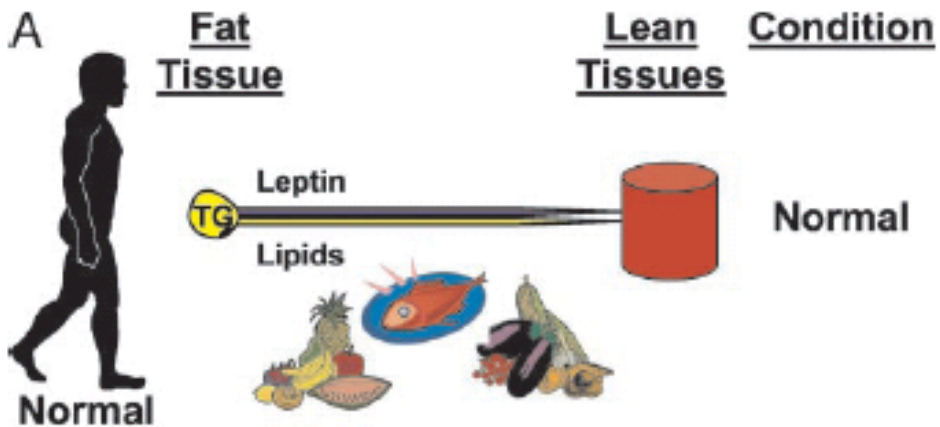 A
Fat
Tissue
Lean
Tissues
Condition
Leptin
TG
Normal
Lipids
Normal